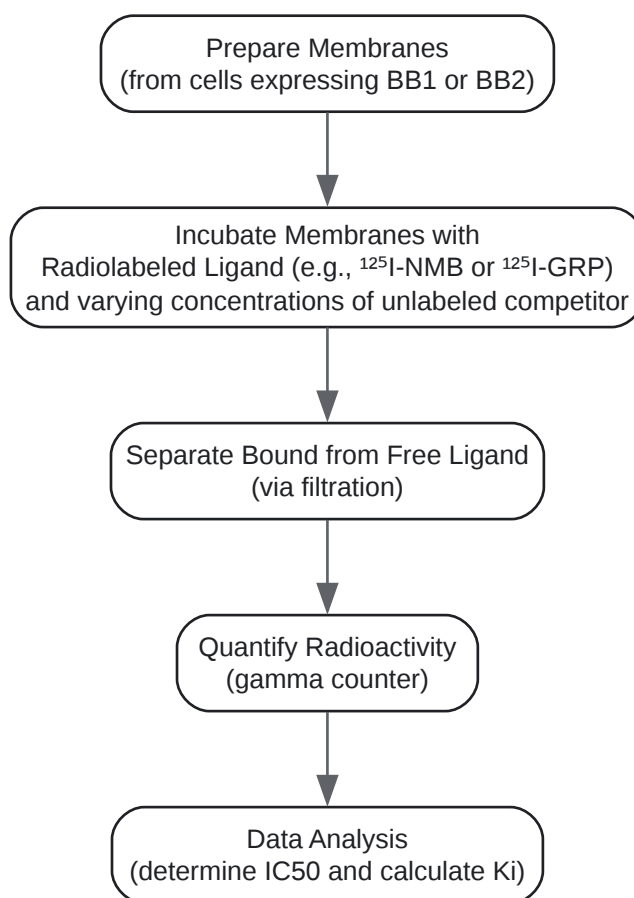 Prepare Membranes
(from cells expressing BB1 or BB2)
Incubate Membranes with
Radiolabeled Ligand (e.g., ¹²⁵I-NMB or ¹²⁵I-GRP)
and varying concentrations of unlabeled competitor
Separate Bound from Free Ligand
(via filtration)
Quantify Radioactivity
(gamma counter)
Data Analysis
(determine IC50 and calculate Ki)